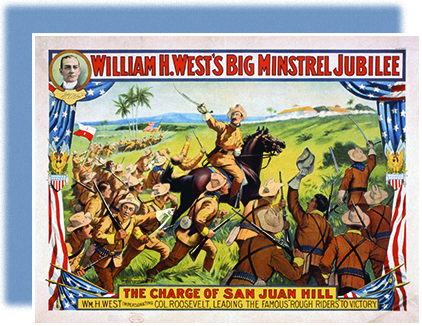 WILLIAM H. WEST'S BIG MINSTREL JUBILEE
THE CHARGE OF SAN JUAN HILL
WM. H. WEST IMPERSONATING COL. ROOSEVELT, LEADING THE FAMOUS "ROUGH RIDERS" TO VICTORY